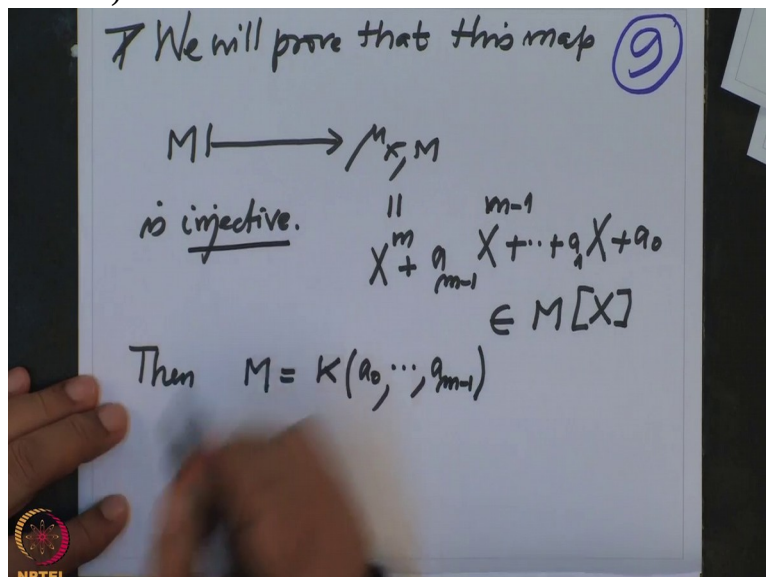 We will prove that this map 9
M ↦ μ_{x,M}
is injective. ||
X^m + a_{m-1} X^{m-1} + ·· + a_1 X + a_0
∈ M[X]
Then M = K(a_0, ···, a_{m-1})
NPTEL